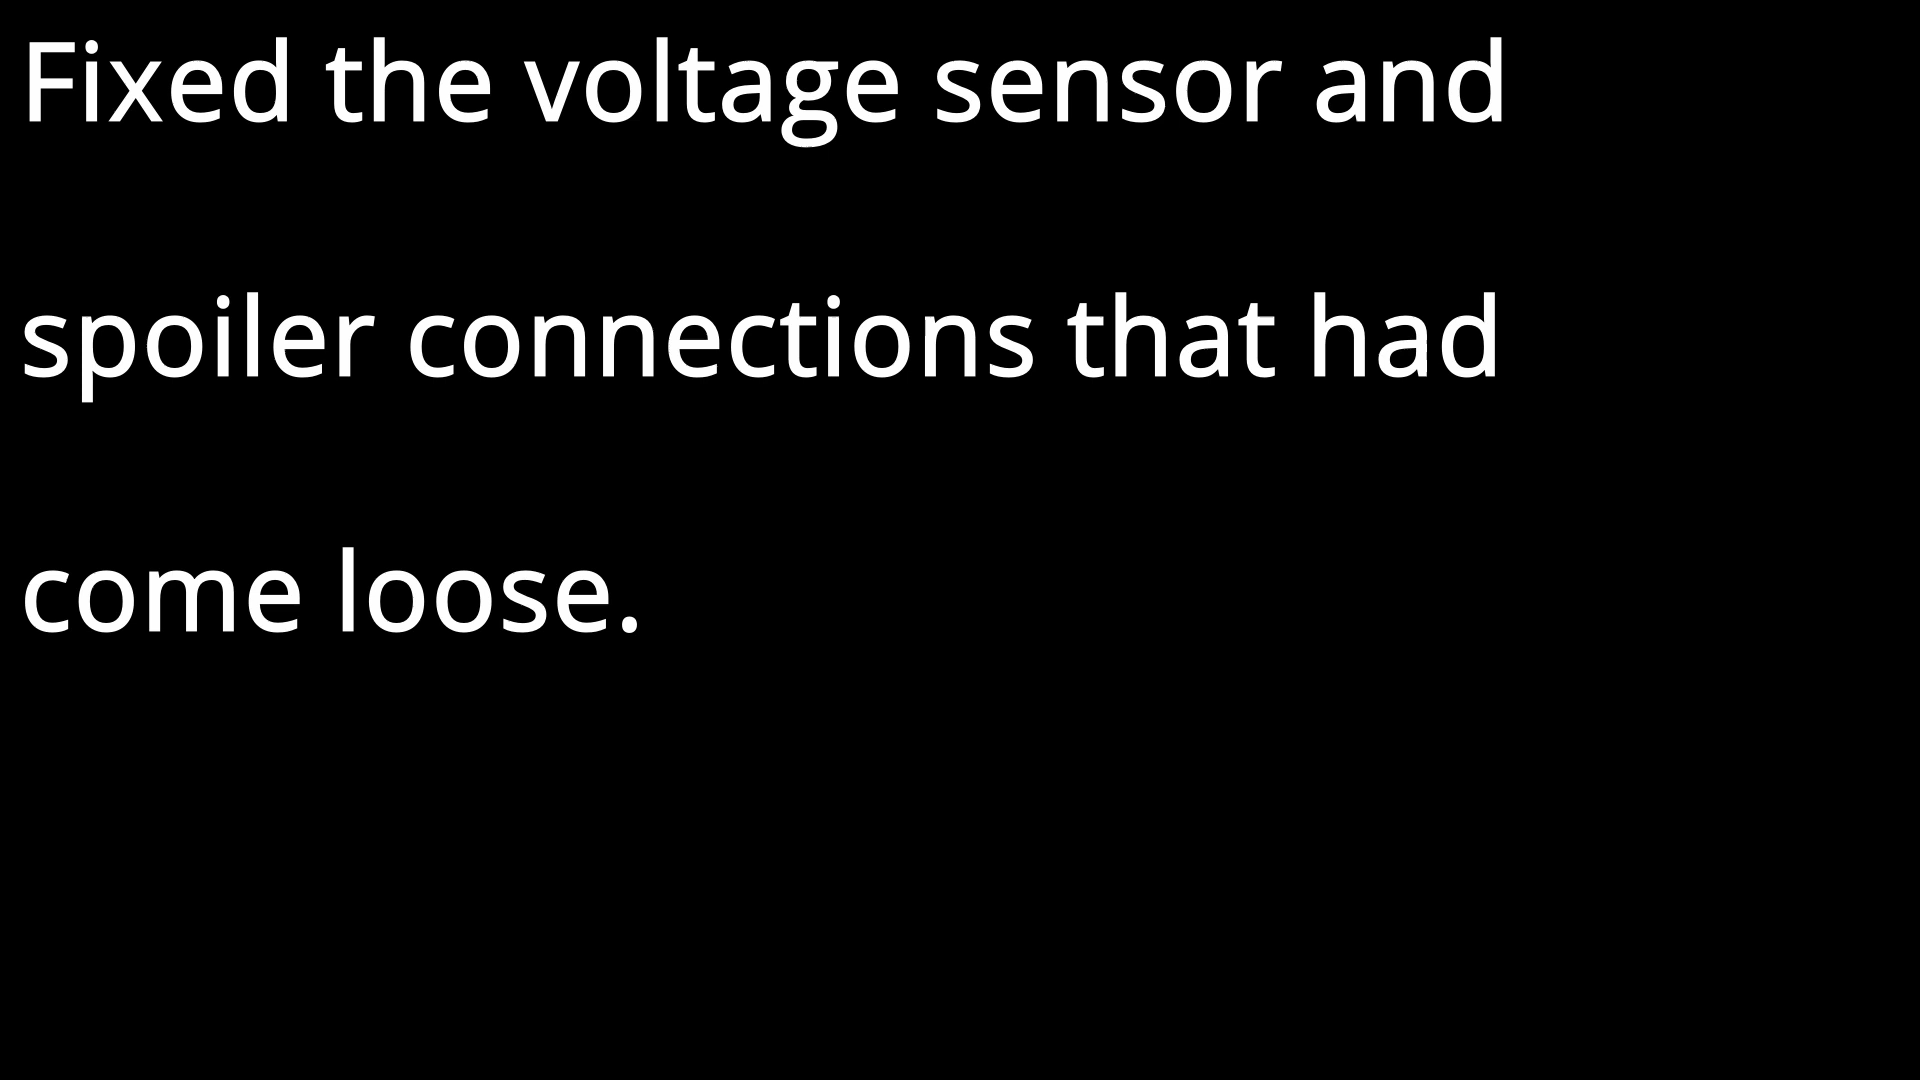 Fixed the voltage sensor and
spoiler connections that had
come loose.